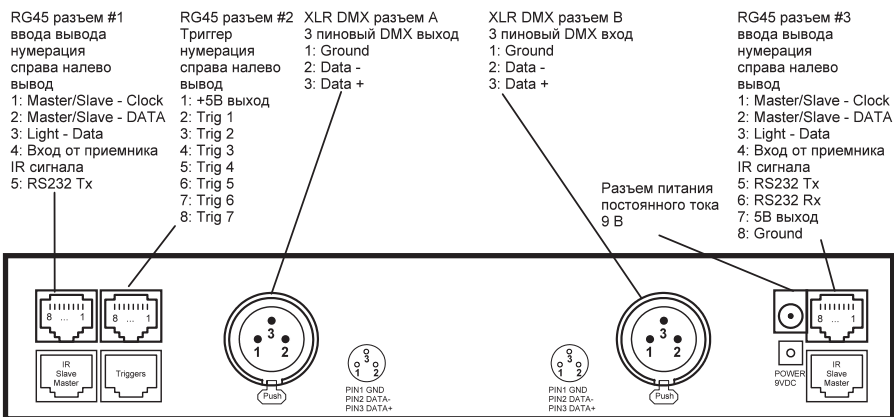 RG45 разъем #1
ввода вывода
нумерация
справа налево
вывод
1: Master/Slave - Clock
2: Master/Slave - DATA
3: Light - Data
4: Вход от приемника
IR сигнала
5: RS232 Tx
RG45 разъем #2
Триггер
нумерация
справа налево
вывод
1: +5В выход
2: Trig 1
3: Trig 2
4: Trig 3
5: Trig 4
6: Trig 5
7: Trig 6
8: Trig 7
XLR DMX разъем A
3 пиновый DMX выход
1: Ground
2: Data -
3: Data +
XLR DMX разъем B
3 пиновый DMX вход
1: Ground
2: Data -
3: Data +
Разъем питания
постоянного тока
9 В
RG45 разъем #3
ввода вывода
нумерация
справа налево
вывод
1: Master/Slave - Clock
2: Master/Slave - DATA
3: Light - Data
4: Вход от приемника
IR сигнала
5: RS232 Tx
6: RS232 Rx
7: 5В выход
8: Ground
8 ... 1
8 ... 1
3
1 2
3
1 2
8 ... 1
IR
Slave
Master
Triggers
Push
3
1 2
PIN1 GND
PIN2 DATA-
PIN3 DATA+
3
1 2
PIN1 GND
PIN2 DATA-
PIN3 DATA+
Push
POWER
9VDC
IR
Slave
Master